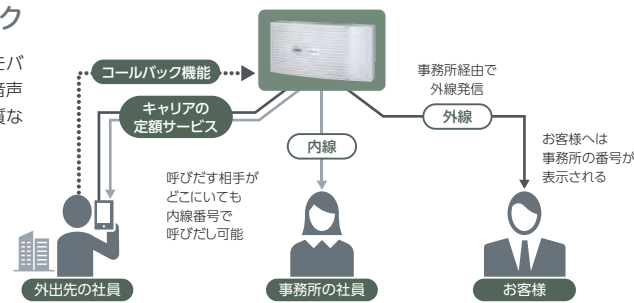 ック
モバ
音声
質な
コールバック機能
キャリアの
定額サービス
事務所経由で
外線発信
外線
内線
お客様へは
事務所の番号が
表示される
呼びだす相手が
どこにいても
内線番号で
呼びだし可能
外出先の社員
事務所の社員
お客様